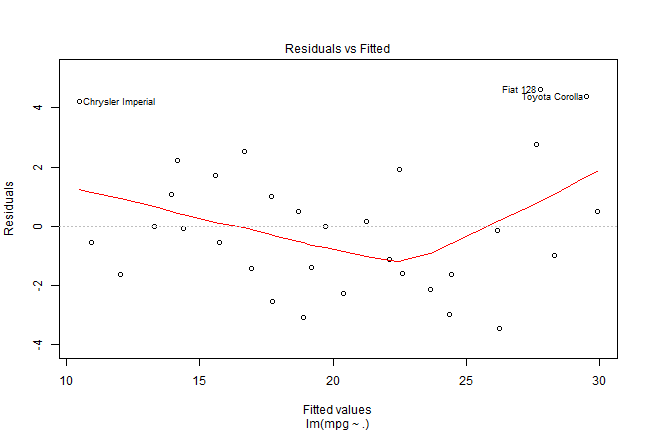 Residuals vs Fitted
Residuals
4
2
0
-2
-4
Chrysler Imperial
Fiat 128
Toyota Corolla
10 15 20 25 30
Fitted values
lm(mpg ~ .)